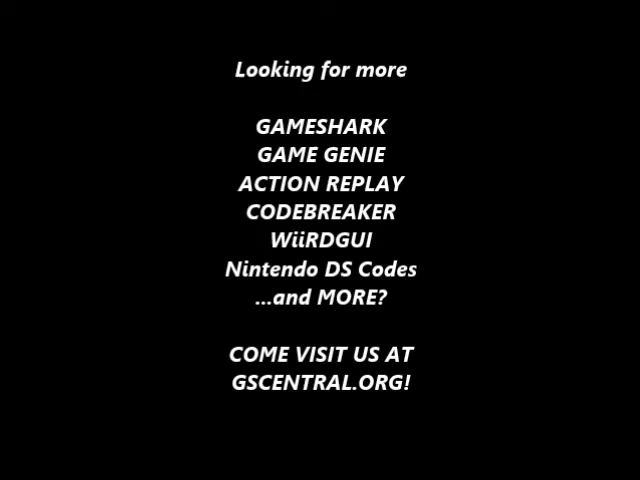 Looking for more
GAMESHARK
GAME GENIE
ACTION REPLAY
CODEBREAKER
WiiRDGUI
Nintendo DS Codes
...and MORE?
COME VISIT US AT
GSCENTRAL.ORG!